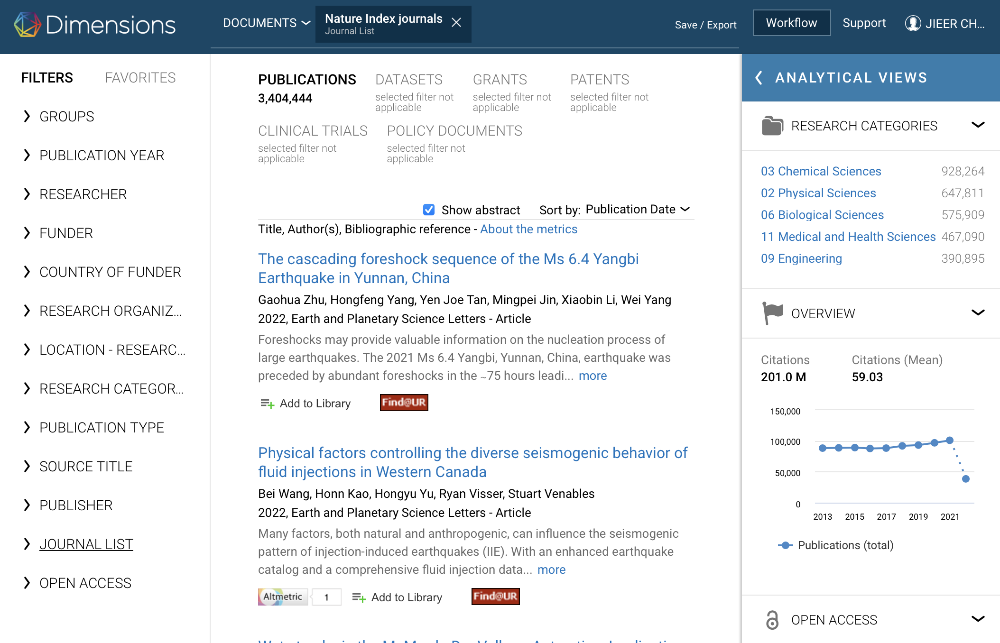 Dimensions
DOCUMENTS
Nature Index journals
Journal List
Save / Export
Workflow
Support
JIEER CH...
FILTERS
FAVORITES
GROUPS
PUBLICATION YEAR
RESEARCHER
FUNDER
COUNTRY OF FUNDER
RESEARCH ORGANIZ...
LOCATION - RESEARC...
RESEARCH CATEGOR...
PUBLICATION TYPE
SOURCE TITLE
PUBLISHER
JOURNAL LIST
OPEN ACCESS
PUBLICATIONS
3,404,444
DATASETS
selected filter not
applicable
GRANTS
selected filter not
applicable
PATENTS
selected filter not
applicable
CLINICAL TRIALS
selected filter not
applicable
POLICY DOCUMENTS
selected filter not
applicable
Show abstract
Sort by: Publication Date
Title, Author(s), Bibliographic reference - About the metrics
The cascading foreshock sequence of the Ms 6.4 Yangbi
Earthquake in Yunnan, China
Gaohua Zhu, Hongfeng Yang, Yen Joe Tan, Mingpei Jin, Xiaobin Li, Wei Yang
2022, Earth and Planetary Science Letters - Article
Foreshocks may provide valuable information on the nucleation process of
large earthquakes. The 2021 Ms 6.4 Yangbi, Yunnan, China, earthquake was
preceded by abundant foreshocks in the ~75 hours leadi... more
Add to Library
Find@UR
Physical factors controlling the diverse seismogenic behavior of
fluid injections in Western Canada
Bei Wang, Honn Kao, Hongyu Yu, Ryan Visser, Stuart Venables
2022, Earth and Planetary Science Letters - Article
Many factors, both natural and anthropogenic, can influence the seismogenic
pattern of injection-induced earthquakes (IIE). With an enhanced earthquake
catalog and a comprehensive fluid injection data... more
Altmetric 1
Add to Library
Find@UR
ANALYTICAL VIEWS
RESEARCH CATEGORIES
03 Chemical Sciences 928,264
02 Physical Sciences 647,811
06 Biological Sciences 575,909
11 Medical and Health Sciences 467,090
09 Engineering 390,895
OVERVIEW
Citations
201.0 M
Citations (Mean)
59.03
150,000
100,000
50,000
0
2013 2015 2017 2019 2021
Publications (total)
OPEN ACCESS